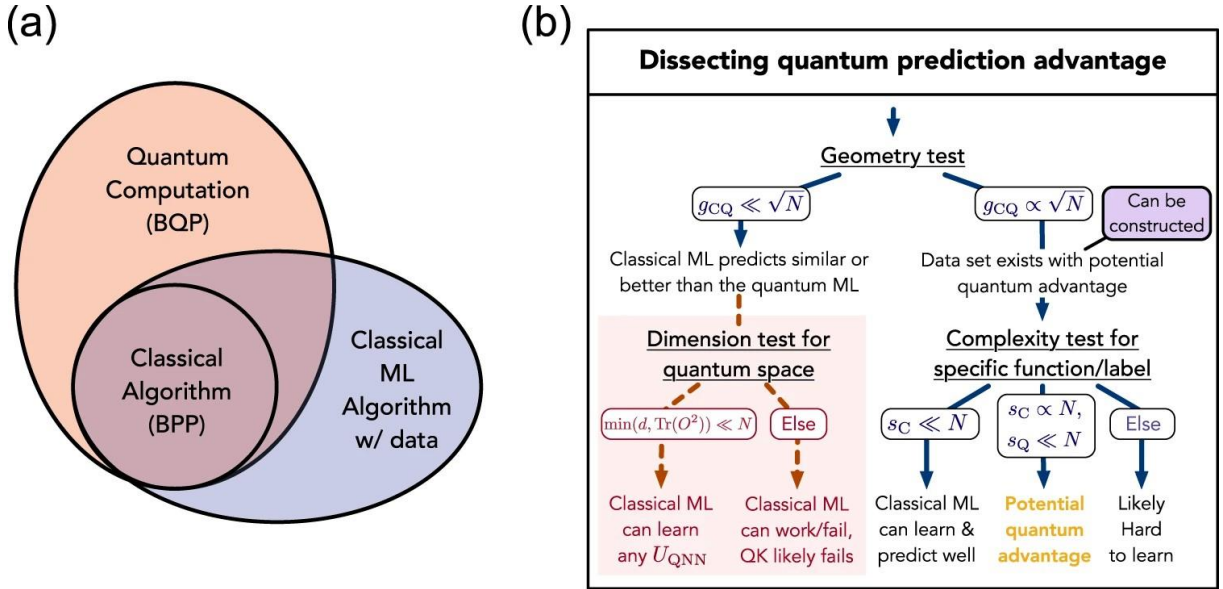 (a)
Quantum
Computation
(BQP)
Classical
Algorithm
(BPP)
Classical
ML
Algorithm
w/ data
(b)
Dissecting quantum prediction advantage
Geometry test
g_CQ ≪ √N
g_CQ ∝ √N
Can be
constructed
Classical ML predicts similar or
better than the quantum ML
Data set exists with potential
quantum advantage
Dimension test for
quantum space
min(d, Tr(O²)) ≪ N
Else
Classical ML
can learn
any U_QNN
Classical ML
can work/fail,
QK likely fails
Complexity test for
specific function/label
s_C ≪ N
s_C ∝ N,
s_Q ≪ N
Else
Classical ML
can learn &
predict well
Potential
quantum
advantage
Likely
Hard
to learn